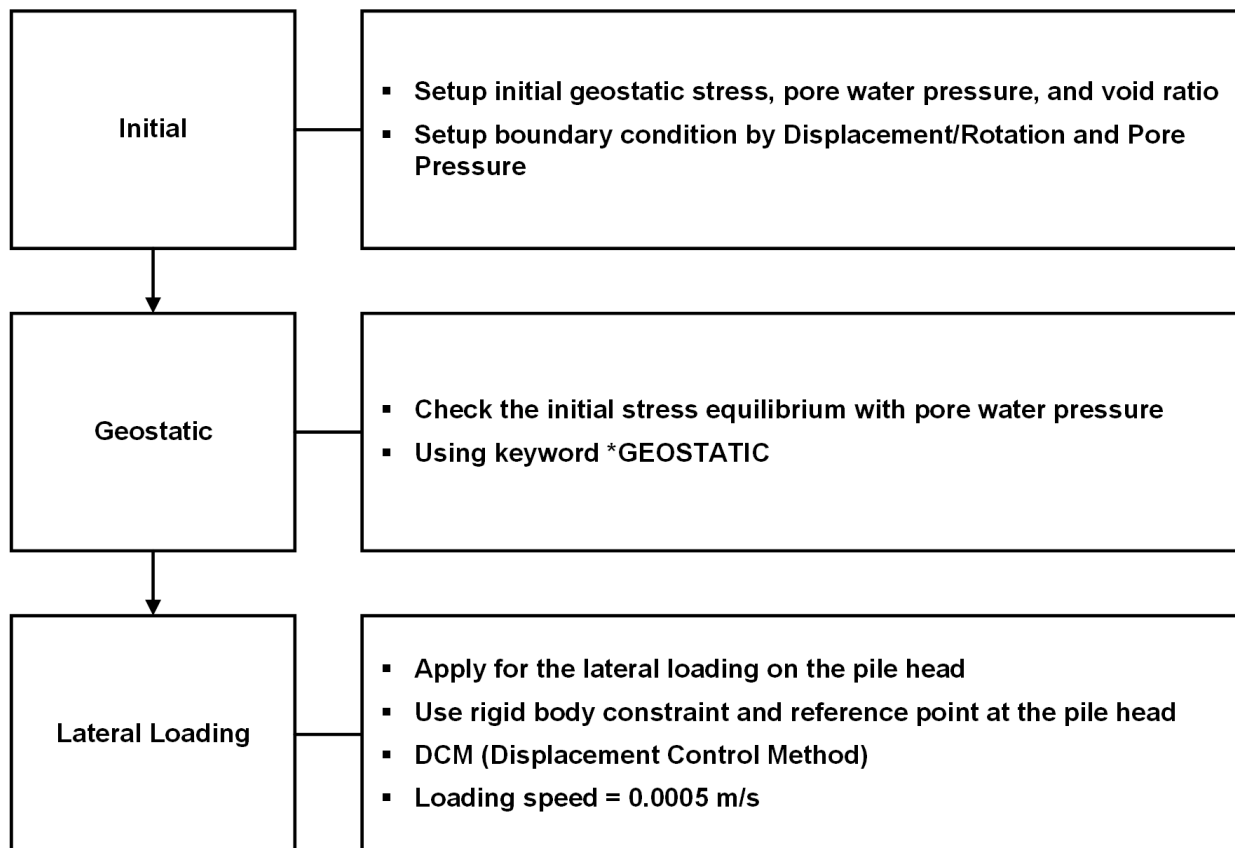 Initial
▪ Setup initial geostatic stress, pore water pressure, and void ratio
▪ Setup boundary condition by Displacement/Rotation and Pore
Pressure
Geostatic
▪ Check the initial stress equilibrium with pore water pressure
▪ Using keyword *GEOSTATIC
Lateral Loading
▪ Apply for the lateral loading on the pile head
▪ Use rigid body constraint and reference point at the pile head
▪ DCM (Displacement Control Method)
▪ Loading speed = 0.0005 m/s